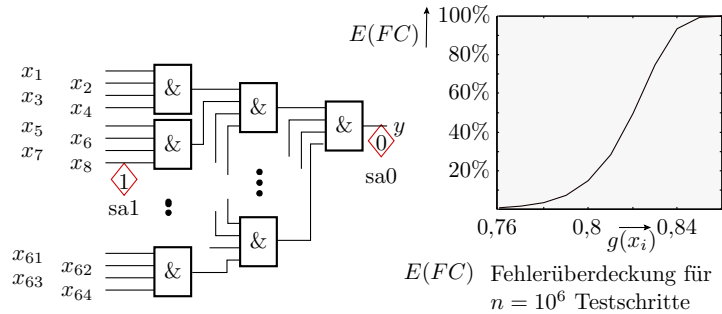 x1
x2
x3
x4
x5
x6
x7
x8
1
sa1
x61
x62
x63
x64
&
&
&
&
&
&
y
0
sa0
E(FC)
100%
80%
60%
40%
20%
0,76
0,8
0,84
g(xi)
E(FC) Fehlerüberdeckung für
n = 10^6 Testschritte